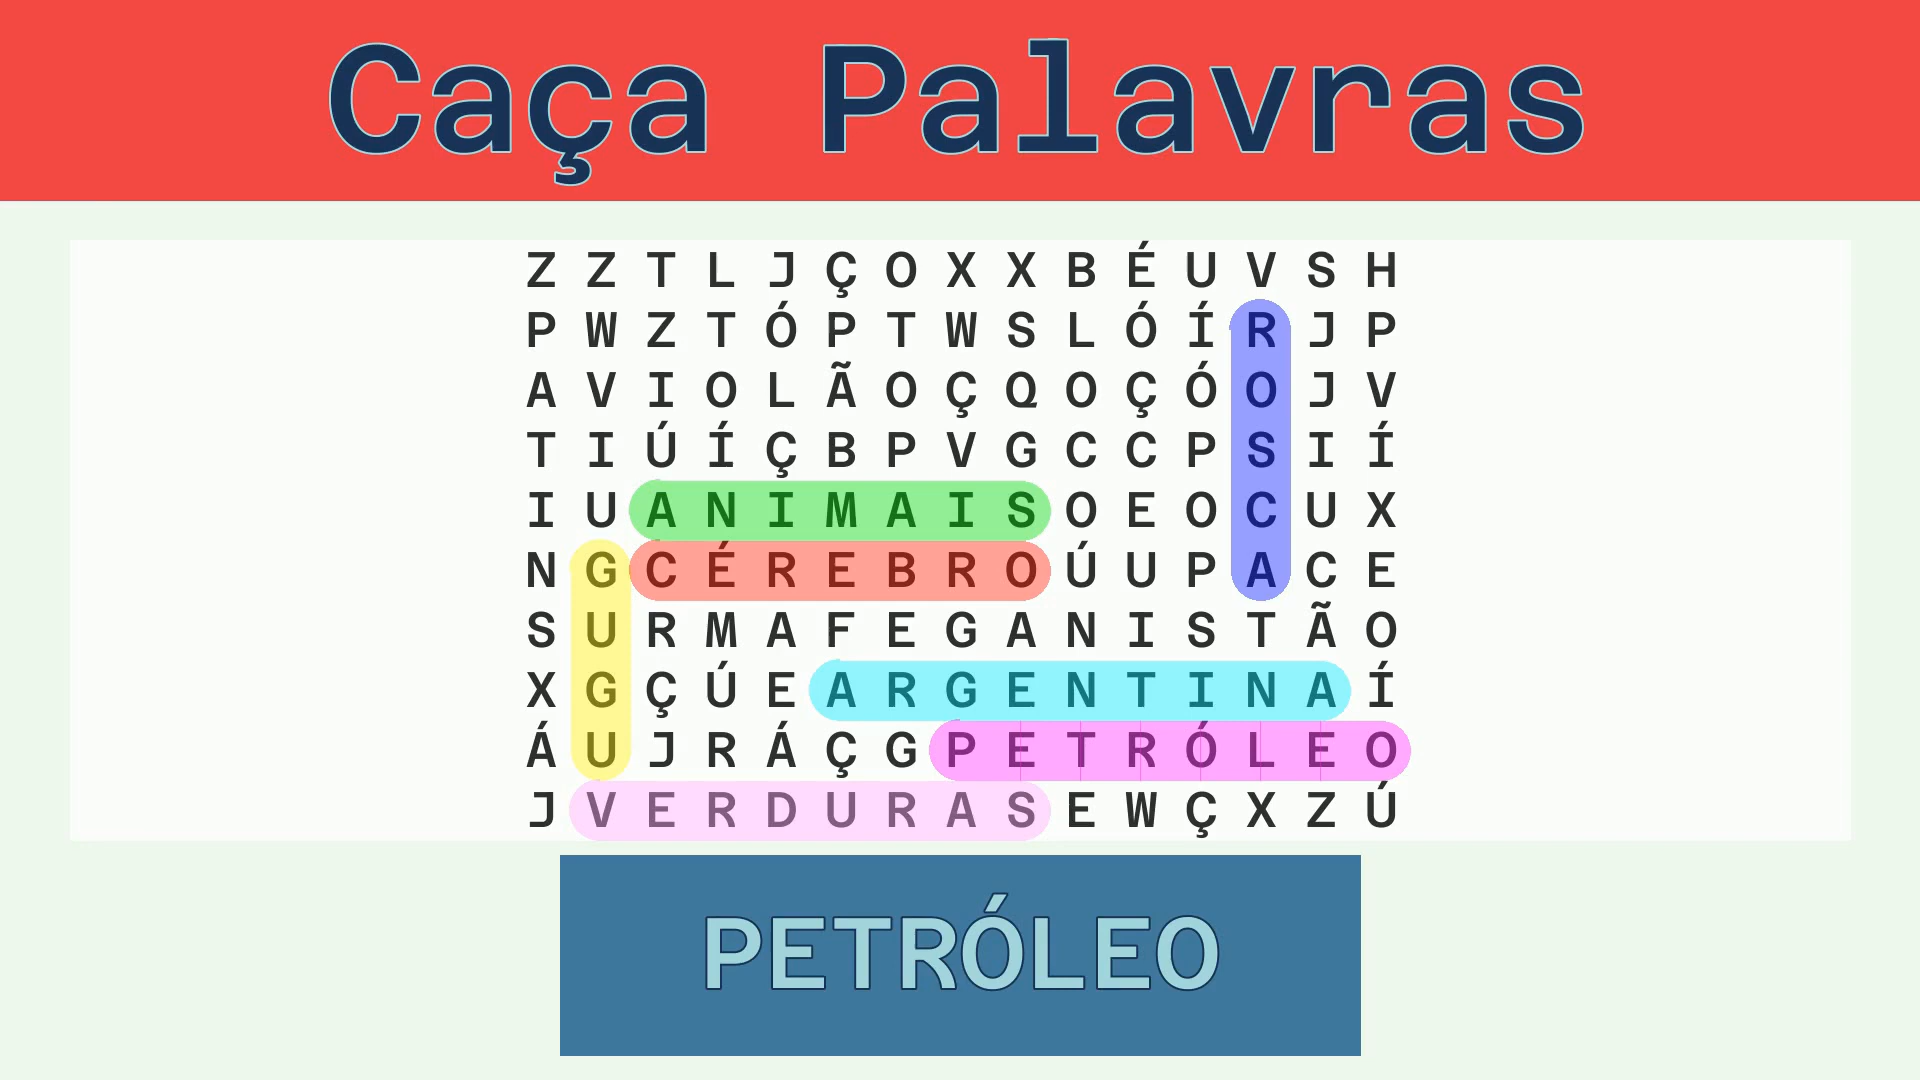 Caça Palavras
Z Z T L J Ç O X X B É U V S H
P W Z T Ó P T W S L Ó Í R J P
A V I O L Ã O Ç Q O Ç Ó O J V
T I Ú Í Ç B P V G C C P S I Í
I U A N I M A I S O E O C U X
N G C É R E B R O Ú U P A C E
S U R M A F E G A N I S T Ã O
X G Ç Ú E A R G E N T I N A Í
Á U J R Á Ç G P E T R Ó L E O
J V E R D U R A S E W Ç X Z Ú
PETRÓLEO